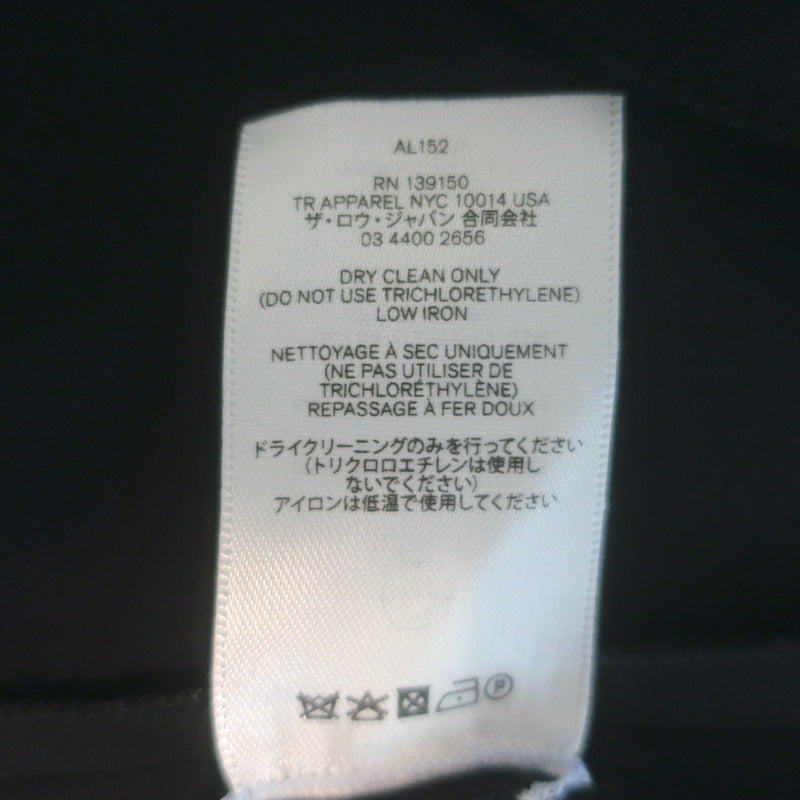 AL152
RN 139150
TR APPAREL NYC 10014 USA
ザ・ロウ・ジャパン 合同会社
03 4400 2656
DRY CLEAN ONLY
(DO NOT USE TRICHLORETHYLENE)
LOW IRON
NETTOYAGE À SEC UNIQUEMENT
(NE PAS UTILISER DE
TRICHLORÉTHYLÈNE)
REPASSAGE À FER DOUX
ドライクリーニングのみを行ってください
(トリクロロエチレンは使用し
ないでください)
アイロンは低温で使用してください
P